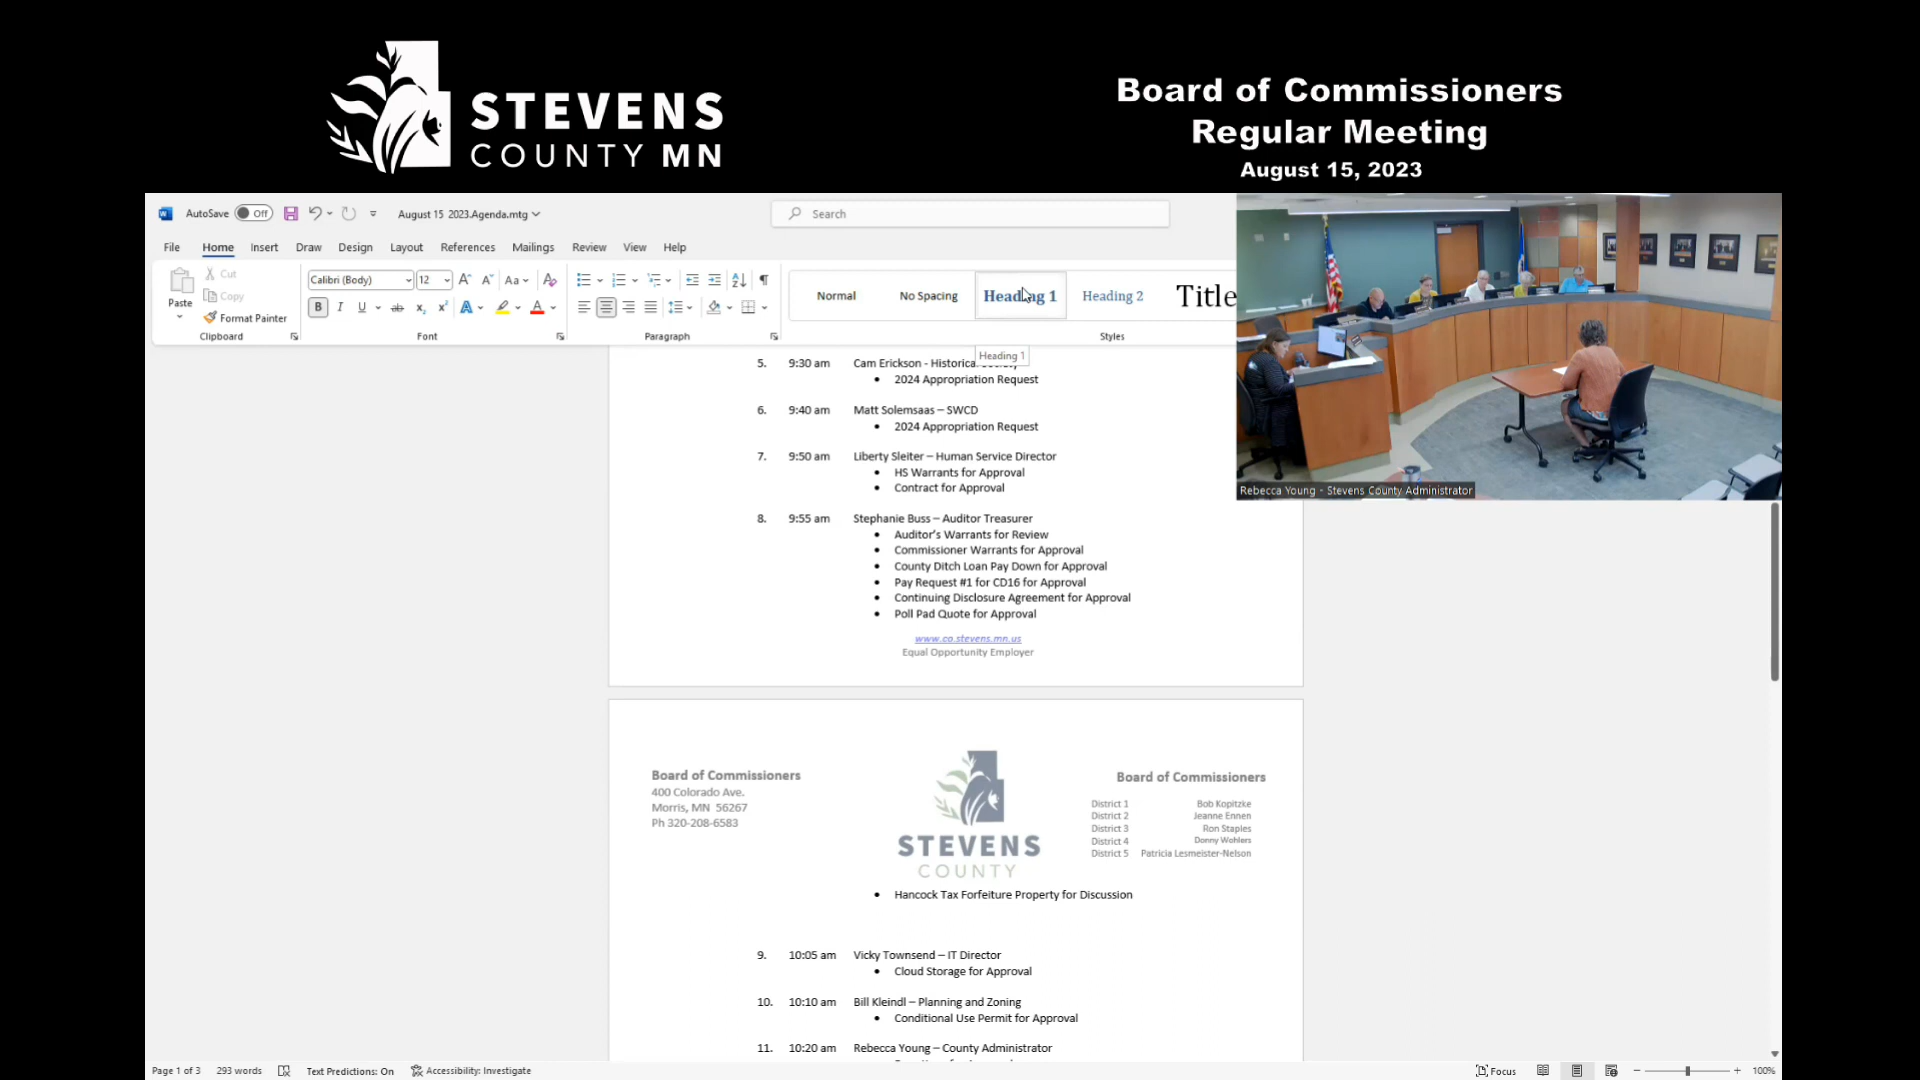 STEVENS
COUNTY MN
Board of Commissioners
Regular Meeting
August 15, 2023
AutoSave Off
August 15 2023.Agenda.mtg
Search
File Home Insert Draw Design Layout References Mailings Review View Help
Paste
Cut
Copy
Format Painter
Clipboard
Calibri (Body) 12
Font
Paragraph
Normal
No Spacing
Heading 1
Heading 2
Title
Styles
Heading 1
5. 9:30 am Cam Erickson - Historical Society
• 2024 Appropriation Request
6. 9:40 am Matt Solemsaas – SWCD
• 2024 Appropriation Request
7. 9:50 am Liberty Sleiter – Human Service Director
• HS Warrants for Approval
• Contract for Approval
8. 9:55 am Stephanie Buss – Auditor Treasurer
• Auditor's Warrants for Review
• Commissioner Warrants for Approval
• County Ditch Loan Pay Down for Approval
• Pay Request #1 for CD16 for Approval
• Continuing Disclosure Agreement for Approval
• Poll Pad Quote for Approval
www.co.stevens.mn.us
Equal Opportunity Employer
Rebecca Young - Stevens County Administrator
Board of Commissioners
400 Colorado Ave.
Morris, MN 56267
Ph 320-208-6583
STEVENS
COUNTY
Board of Commissioners
District 1 Bob Kopitzke
District 2 Jeanne Ennen
District 3 Ron Staples
District 4 Donny Wohlers
District 5 Patricia Lesmeister-Nelson
• Hancock Tax Forfeiture Property for Discussion
9. 10:05 am Vicky Townsend – IT Director
• Cloud Storage for Approval
10. 10:10 am Bill Kleindl – Planning and Zoning
• Conditional Use Permit for Approval
11. 10:20 am Rebecca Young – County Administrator
Page 1 of 3 293 words Text Predictions: On Accessibility: Investigate Focus 100%